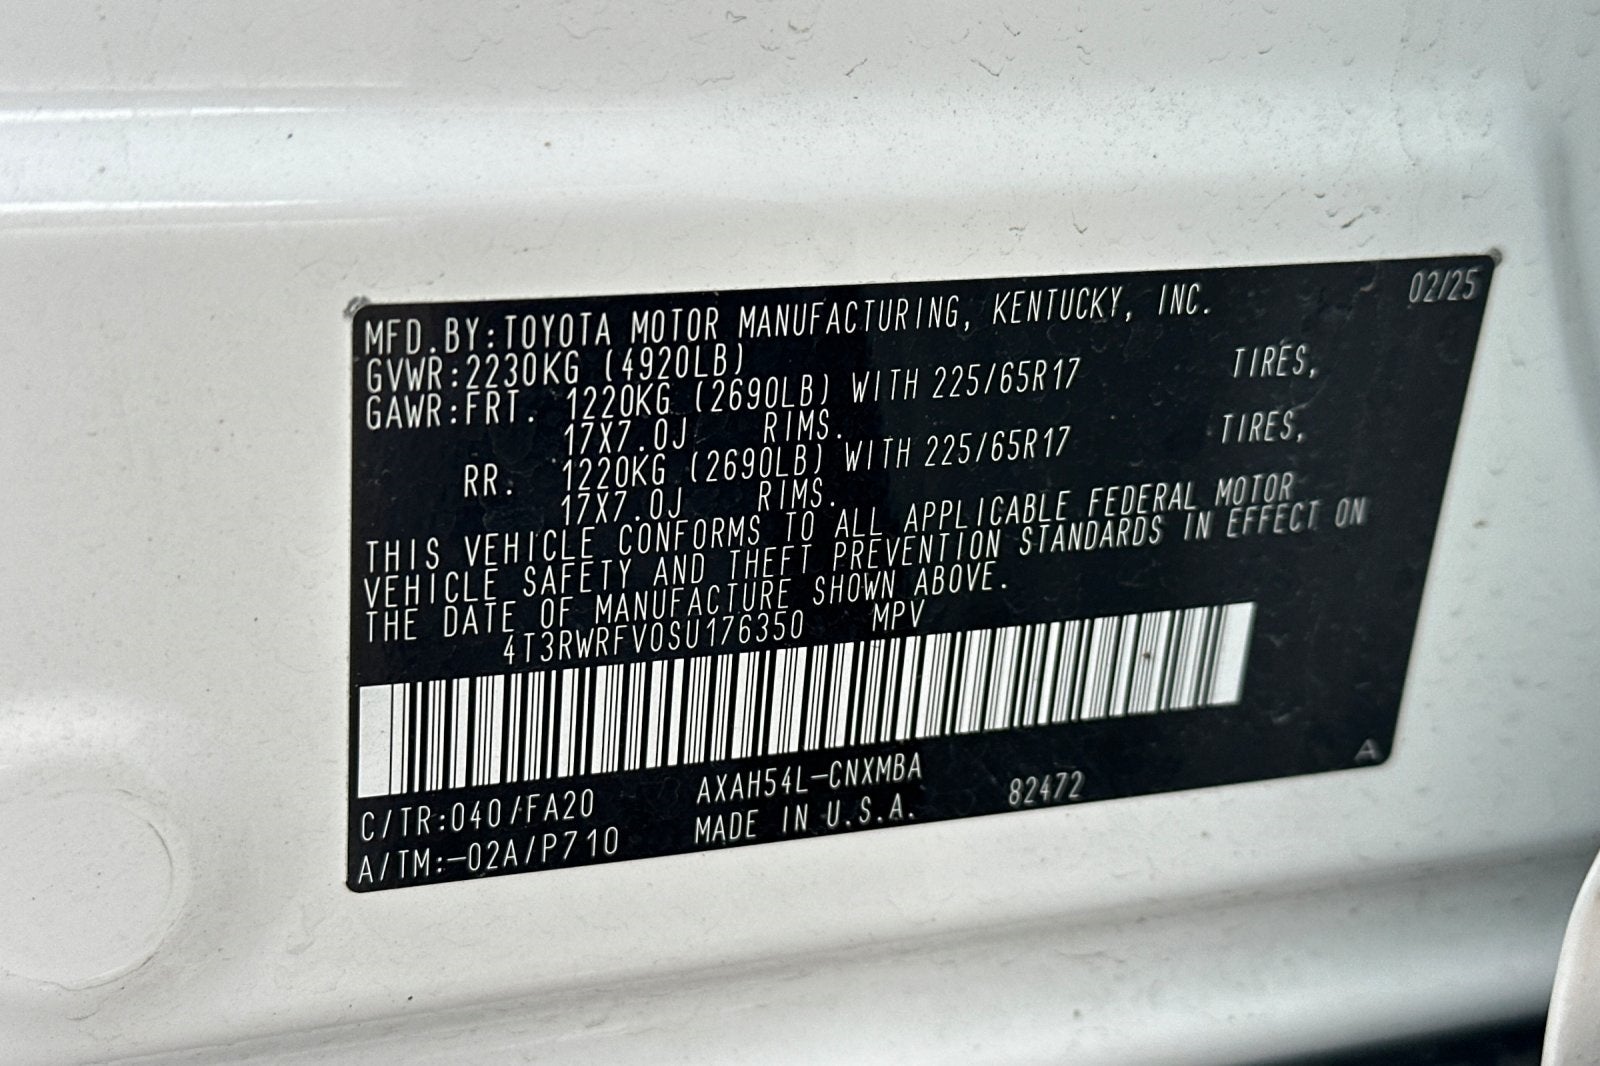 02/25
MFD.BY:TOYOTA MOTOR MANUFACTURING, KENTUCKY, INC.
GVWR:2230KG (4920LB)
GAWR:FRT. 1220KG (2690LB) WITH 225/65R17 TIRES,
17X7.0J RIMS.
RR. 1220KG (2690LB) WITH 225/65R17 TIRES,
17X7.0J RIMS.
THIS VEHICLE CONFORMS TO ALL APPLICABLE FEDERAL MOTOR
VEHICLE SAFETY AND THEFT PREVENTION STANDARDS IN EFFECT ON
THE DATE OF MANUFACTURE SHOWN ABOVE.
4T3RWRFV0SU176350 MPV
C/TR:040/FA20 AXAH54L-CNXMBA 82472 A
A/TM:-02A/P710 MADE IN U.S.A.